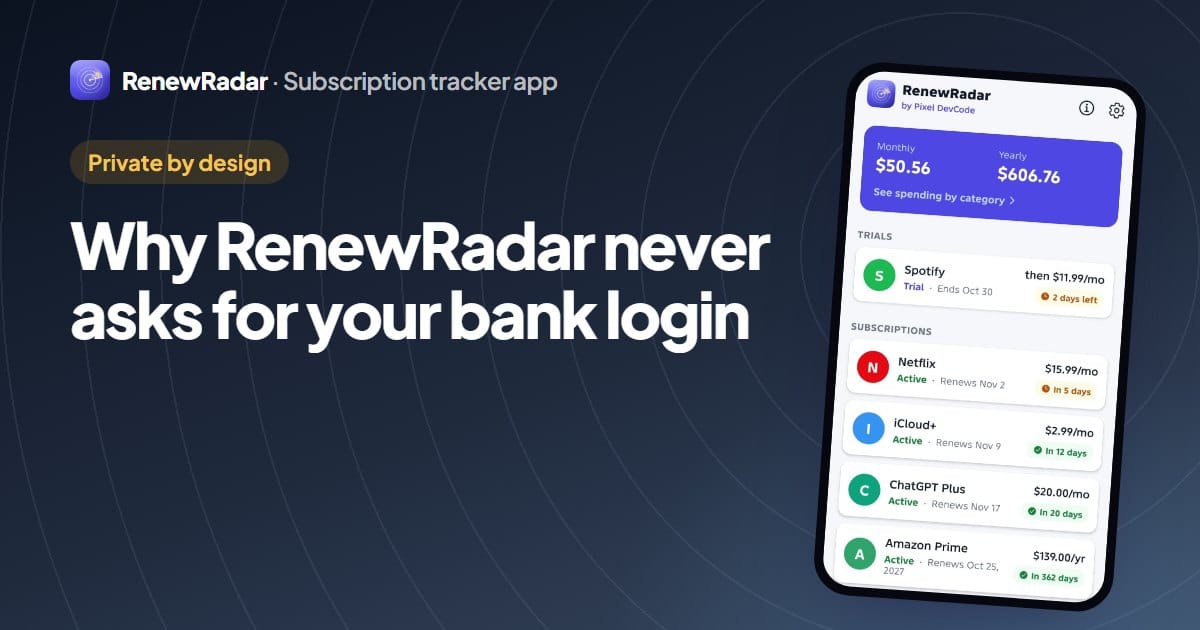 RenewRadar · Subscription tracker app
Private by design
Why RenewRadar never
asks for your bank login
RenewRadar
by Pixel DevCode
Monthly
$50.56
Yearly
$606.76
See spending by category >
TRIALS
S
Spotify
then $11.99/mo
Trial · Ends Oct 30
2 days left
SUBSCRIPTIONS
N
Netflix
$15.99/mo
Active · Renews Nov 2
In 5 days
I
iCloud+
$2.99/mo
Active · Renews Nov 9
In 12 days
C
ChatGPT Plus
$20.00/mo
Active · Renews Nov 17
In 20 days
A
Amazon Prime
$139.00/yr
Active · Renews Oct 25,
2027
In 362 days